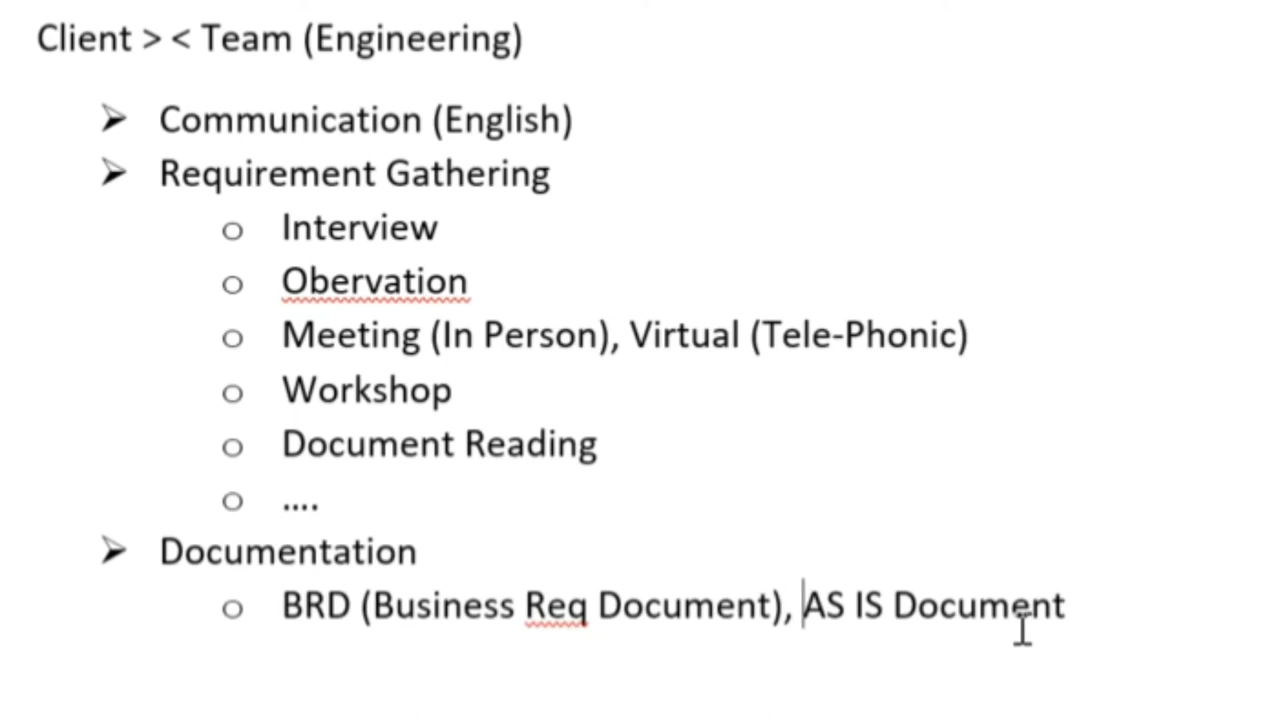 Client > < Team (Engineering)
➢ Communication (English)
➢ Requirement Gathering
o Interview
o Obervation
o Meeting (In Person), Virtual (Tele-Phonic)
o Workshop
o Document Reading
o ....
➢ Documentation
o BRD (Business Req Document), AS IS Document